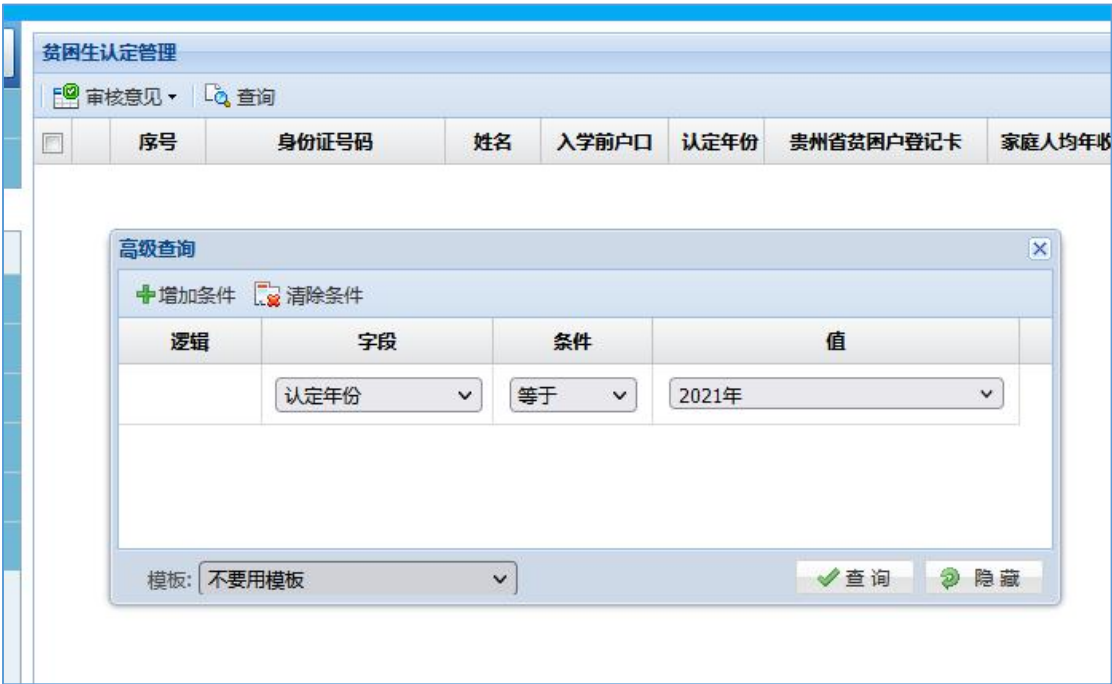 贫困生认定管理
审核意见 查询
序号 身份证号码 姓名 入学前户口 认定年份 贵州省贫困户登记卡 家庭人均年收
高级查询
增加条件 清除条件
逻辑 字段 条件 值
认定年份 等于 2021年
模板: 不要用模板 查询 隐藏